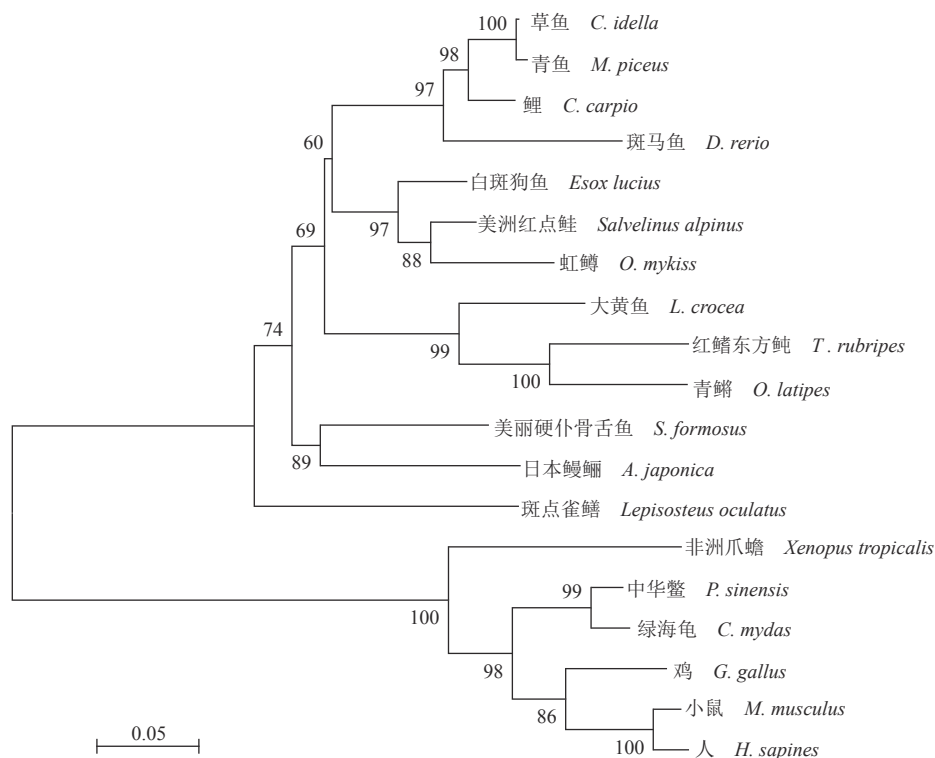 100 草鱼 C. idella
98 青鱼 M. piceus
97 鲤 C. carpio
60 斑马鱼 D. rerio
白斑狗鱼 Esox lucius
97 美洲红点鲑 Salvelinus alpinus
69 88 虹鳟 O. mykiss
大黄鱼 L. crocea
74 99 红鳍东方鲀 T . rubripes
100 青鳉 O. latipes
美丽硬仆骨舌鱼 S. formosus
89 日本鳗鲡 A. japonica
斑点雀鳝 Lepisosteus oculatus
非洲爪蟾 Xenopus tropicalis
99 中华鳖 P. sinensis
100 绿海龟 C. mydas
98 鸡 G. gallus
86 小鼠 M. musculus
0.05 100 人 H. sapines